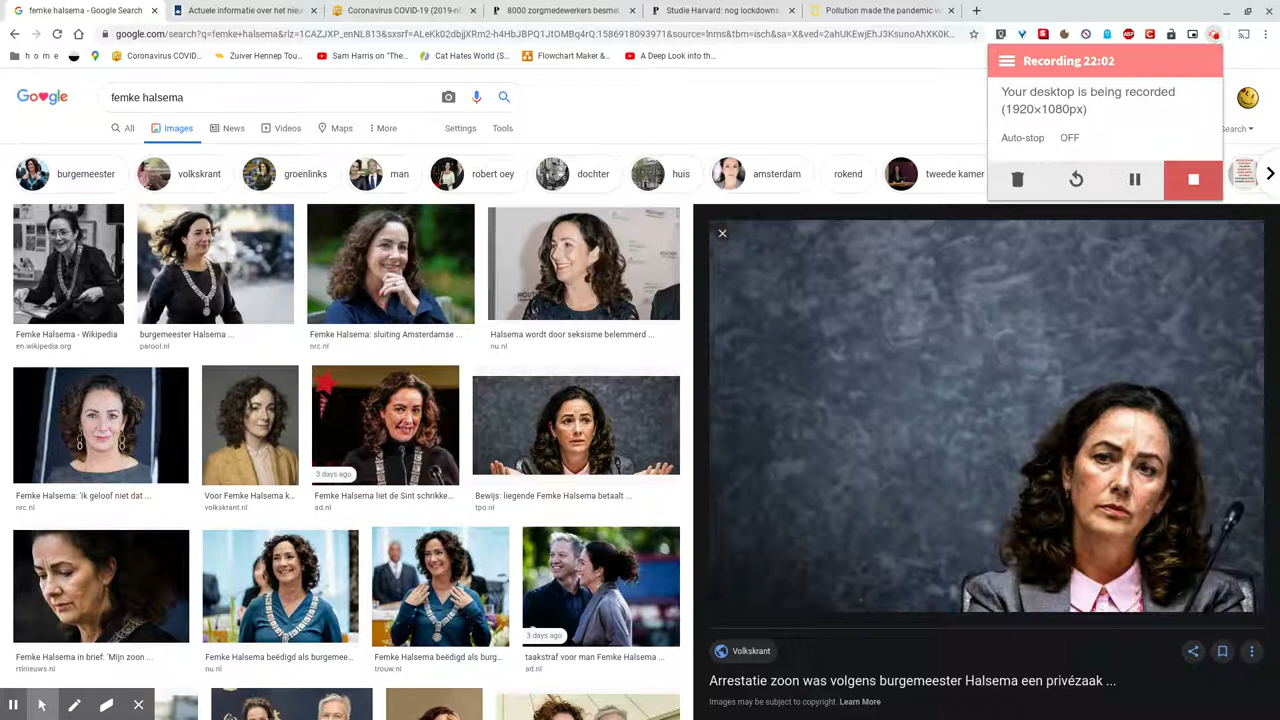 femke halsema - Google Search
Actuele informatie over het nieu
Coronavirus COVID-19 (2019-n
8000 zorgmedewerkers besmet
Studie Harvard: nog lockdowns
Pollution made the pandemic w
google.com/search?q=femke+halsema&riz=1CAZJXP_enNL813&sxsrf=ALeKk02dbjjXRm2-h4HbJBPQ1JtOMBq4rQ:1586918093971&source=lnms&tbm=isch&sa=X&ved=2ahUKEwjEhJ3KsunoAhXK0K...
h o m e
Coronavirus COVID...
Zuiver Hennep Tou...
Sam Harris on "The...
Cat Hates World (S...
Flowchart Maker &...
A Deep Look into th...
Recording 22:02
Your desktop is being recorded
(1920×1080px)
Auto-stop OFF
Google
femke halsema
All
Images
News
Videos
Maps
More
Settings
Tools
Search
burgemeester
volkskrant
groenlinks
man
robert oey
dochter
huis
amsterdam
rokend
tweede kamer
Femke Halsema - Wikipedia
en.wikipedia.org
burgemeester Halsema ...
parool.nl
Femke Halsema: sluiting Amsterdamse ...
nrc.nl
Halsema wordt door seksisme belemmerd ...
nu.nl
3 days ago
Femke Halsema: 'Ik geloof niet dat ...
nrc.nl
Voor Femke Halsema k...
volkskrant.nl
Femke Halsema liet de Sint schrikke...
ad.nl
Bewijs: liegende Femke Halsema betaalt ...
tpo.nl
3 days ago
Femke Halsema in brief: 'Mijn zoon ...
rtlnieuws.nl
Femke Halsema beëdigd als burgemee...
nu.nl
Femke Halsema beëdigd als burg...
trouw.nl
taakstraf voor man Femke Halsema ...
ad.nl
Volkskrant
Arrestatie zoon was volgens burgemeester Halsema een privézaak ...
Images may be subject to copyright. Learn More